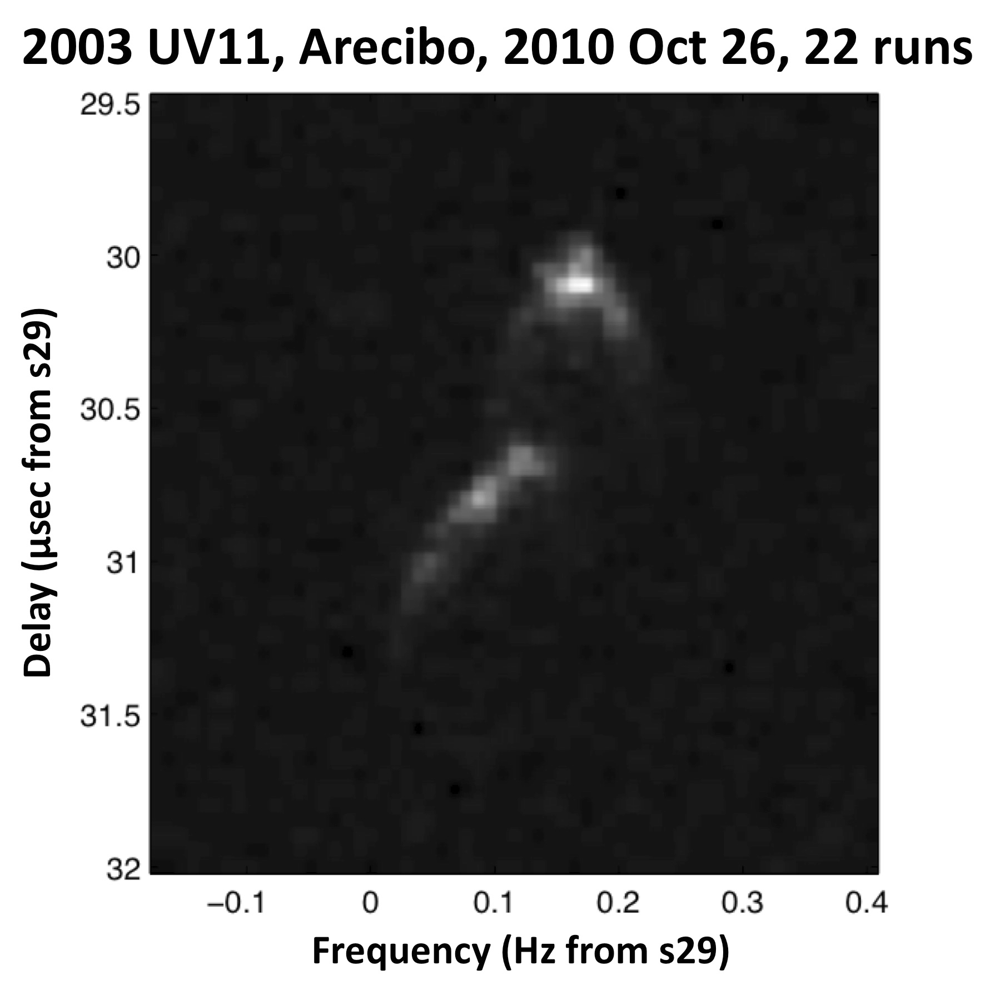 2003 UV11, Arecibo, 2010 Oct 26, 22 runs
29.5
30
30.5
31
31.5
32
Delay (µsec from s29)
−0.1 0 0.1 0.2 0.3 0.4
Frequency (Hz from s29)